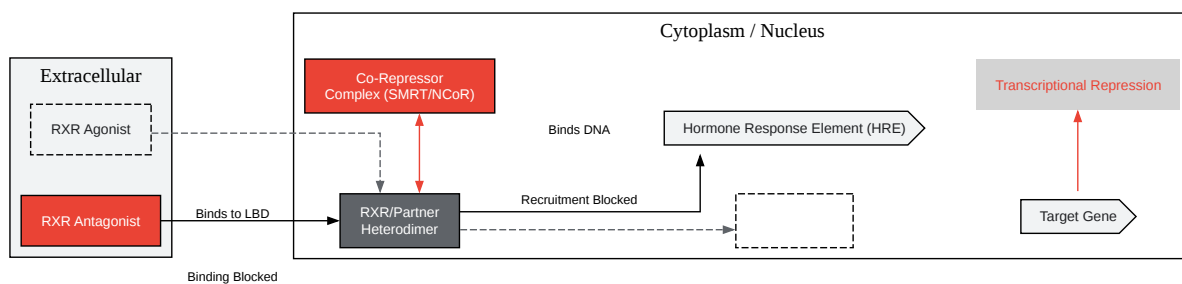 Cytoplasm / Nucleus
Extracellular
Co-Repressor
Complex (SMRT/NCoR)
Transcriptional Repression
RXR Agonist
Binds DNA
Hormone Response Element (HRE)
RXR Antagonist
Binds to LBD
RXR/Partner
Heterodimer
Recruitment Blocked
Target Gene
Binding Blocked